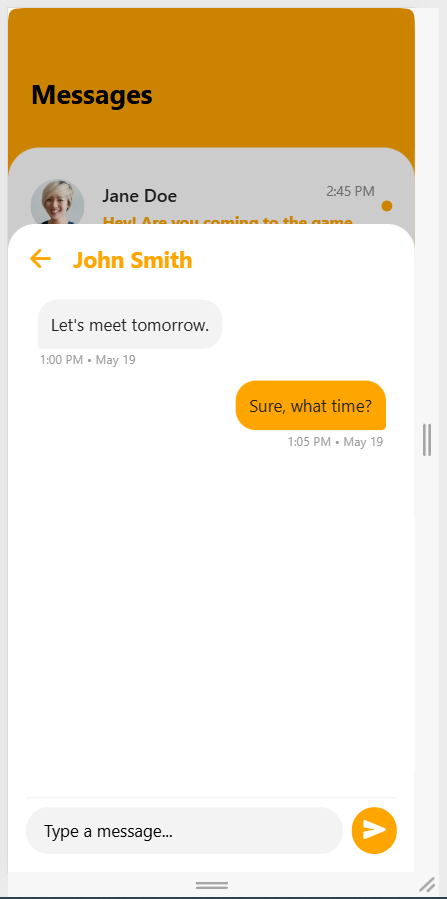 Messages
Jane Doe
2:45 PM
Hey! Are you coming to the game
John Smith
Let's meet tomorrow.
1:00 PM • May 19
Sure, what time?
1:05 PM • May 19
Type a message...